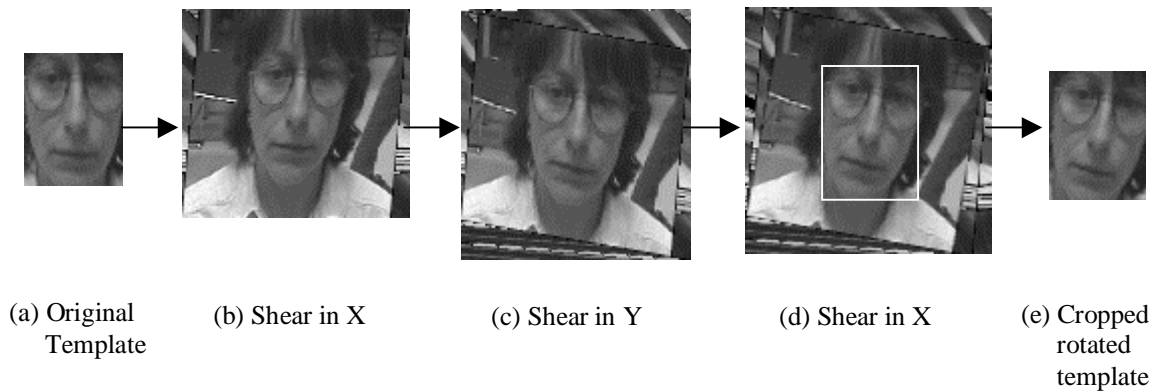 (a) Original
Template
(b) Shear in X
(c) Shear in Y
(d) Shear in X
(e) Cropped
rotated
template